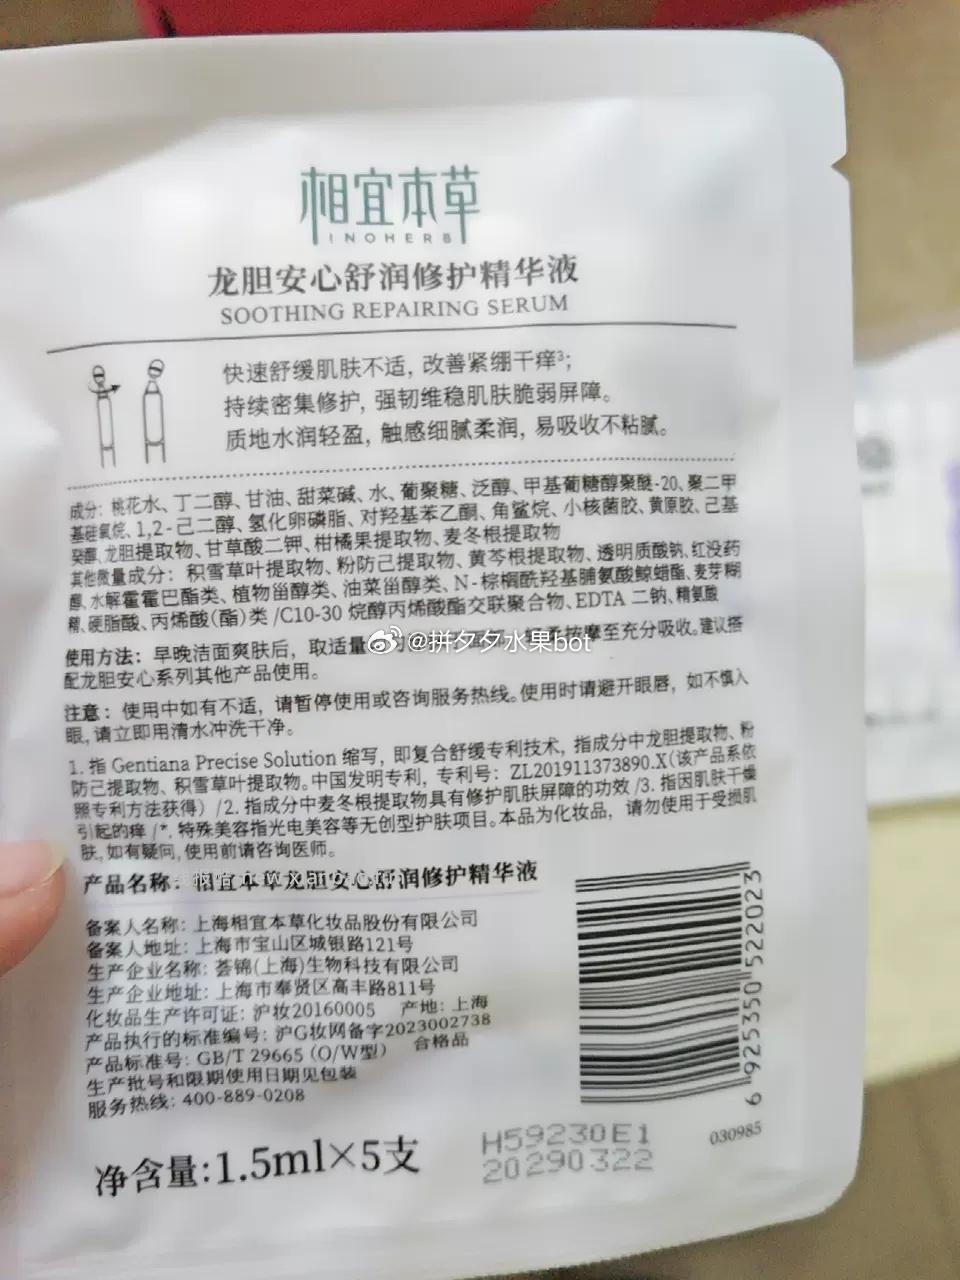 相宜本草
INOHERB
龙胆安心舒润修护精华液
SOOTHING REPAIRING SERUM
快速舒缓肌肤不适，改善紧绷干痒³；
持续密集修护，强韧维稳肌肤脆弱屏障。
质地水润轻盈，触感细腻柔润，易吸收不粘腻。
成分：桃花水、丁二醇、甘油、甜菜碱、水、葡聚糖、泛醇、甲基葡糖醇聚醚-20、聚二甲
基硅氧烷、1,2-己二醇、氢化卵磷脂、对羟基苯乙酮、角鲨烷、小核菌胶、黄原胶、己基
癸醇、龙胆提取物、甘草酸二钾、柑橘果提取物、麦冬根提取物
其他微量成分：积雪草叶提取物、粉防己提取物、黄芩根提取物、透明质酸钠、红没药
醇、水解霍霍巴酯类、植物甾醇类、油菜甾醇类、N-棕榈酰羟基脯氨酸鲸蜡酯、麦芽糊
精、硬脂酸、丙烯酸(酯)类/C10-30 烷醇丙烯酸酯交联聚合物、EDTA 二钠、精氨酸
使用方法：早晚洁面爽肤后，取适量 按摩至充分吸收。建议搭
配龙胆安心系列其他产品使用。
@拼夕夕水果bot
注意：使用中如有不适，请暂停使用或咨询服务热线。使用时请避开眼唇，如不慎入
眼，请立即用清水冲洗干净。
1. 指 Gentiana Precise Solution 缩写，即复合舒缓专利技术，指成分中龙胆提取物、粉
防己提取物、积雪草叶提取物。中国发明专利，专利号：ZL201911373890.X(该产品系依
照专利方法获得）/2. 指成分中麦冬根提取物具有修护肌肤屏障的功效/3. 指因肌肤干燥
引起的痒/*. 特殊美容指光电美容等无创型护肤项目。本品为化妆品，请勿使用于受损肌
肤，如有疑问，使用前请咨询医师。
产品名称：相宜本草龙胆安心舒润修护精华液
备案人名称：上海相宜本草化妆品股份有限公司
备案人地址：上海市宝山区城银路121号
生产企业名称：荟锦(上海)生物科技有限公司
生产企业地址：上海市奉贤区高丰路811号
化妆品生产许可证：沪妆20160005 产地：上海
产品执行的标准编号：沪G妆网备字2023002738
产品标准号：GB/T 29665 (O/W型) 合格品
生产批号和限期使用日期见包装
服务热线：400-889-0208
净含量：1.5ml×5支
H59230E1
20290322
030985
6 925350 522023